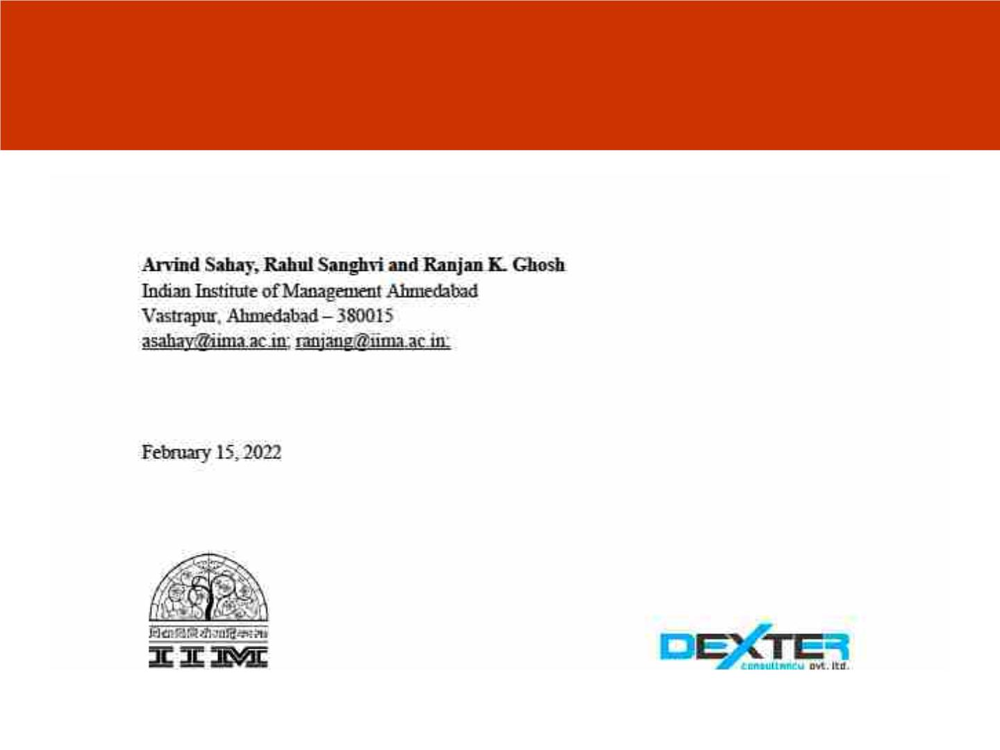 Arvind Sahay, Rahul Sanghvi and Ranjan K. Ghosh
Indian Institute of Management Ahmedabad
Vastrapur, Ahmedabad – 380015
asahay@iima.ac.in; ranjang@iima.ac.in;
February 15, 2022
IIM
DEXTER
consultancy pvt. ltd.